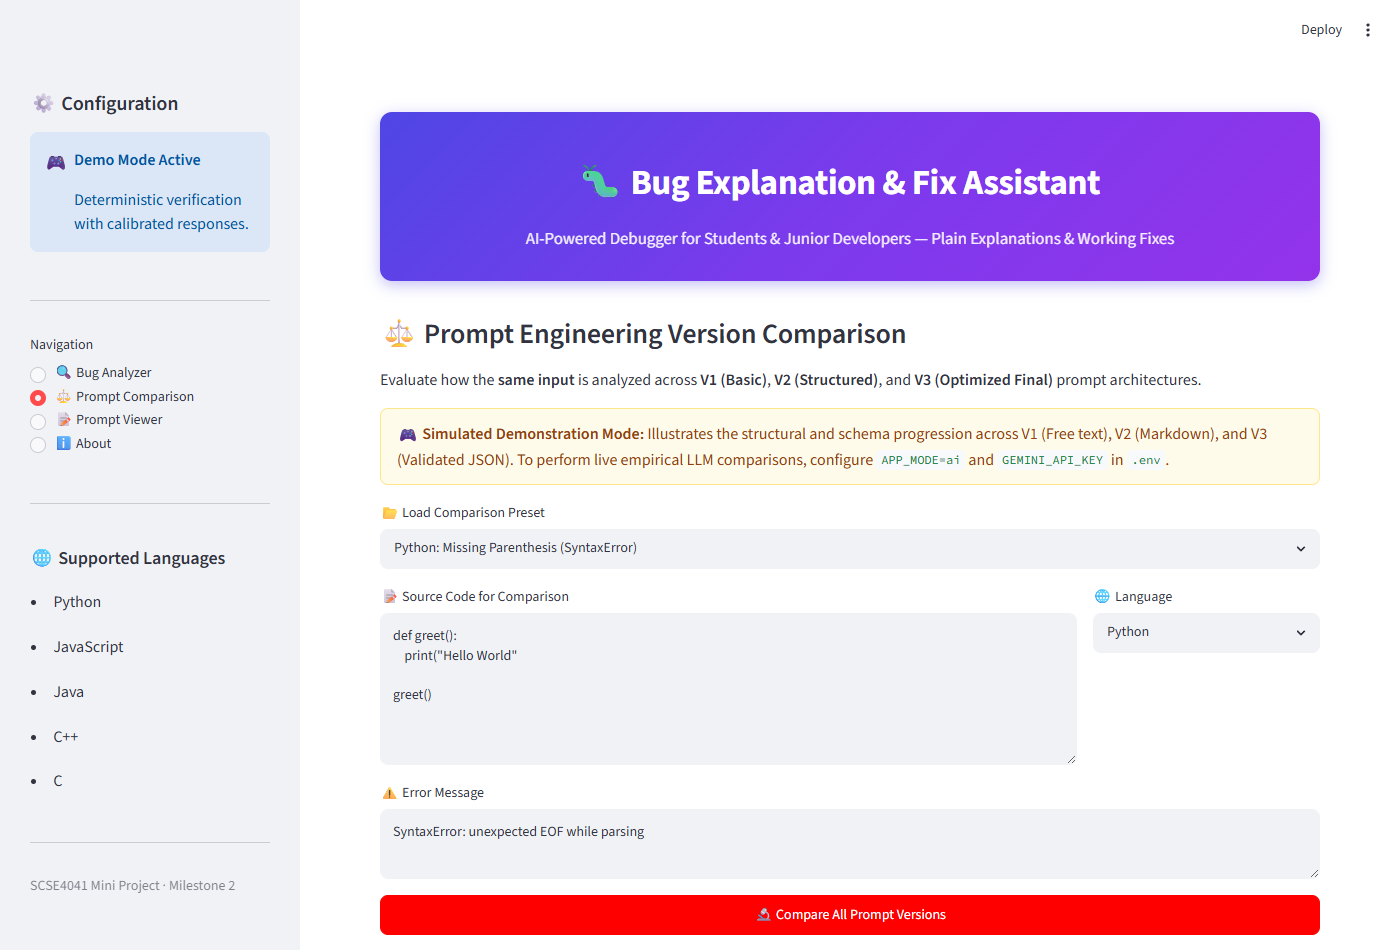 Deploy
Configuration
Demo Mode Active
Deterministic verification
with calibrated responses.
Navigation
Bug Analyzer
Prompt Comparison
Prompt Viewer
About
Supported Languages
Python
JavaScript
Java
C++
C
SCSE4041 Mini Project · Milestone 2
Bug Explanation & Fix Assistant
AI-Powered Debugger for Students & Junior Developers — Plain Explanations & Working Fixes
Prompt Engineering Version Comparison
Evaluate how the same input is analyzed across V1 (Basic), V2 (Structured), and V3 (Optimized Final) prompt architectures.
Simulated Demonstration Mode: Illustrates the structural and schema progression across V1 (Free text), V2 (Markdown), and V3
(Validated JSON). To perform live empirical LLM comparisons, configure APP_MODE=ai and GEMINI_API_KEY in .env.
Load Comparison Preset
Python: Missing Parenthesis (SyntaxError)
Source Code for Comparison
Language
def greet():
Python
print("Hello World"
greet()
Error Message
SyntaxError: unexpected EOF while parsing
Compare All Prompt Versions